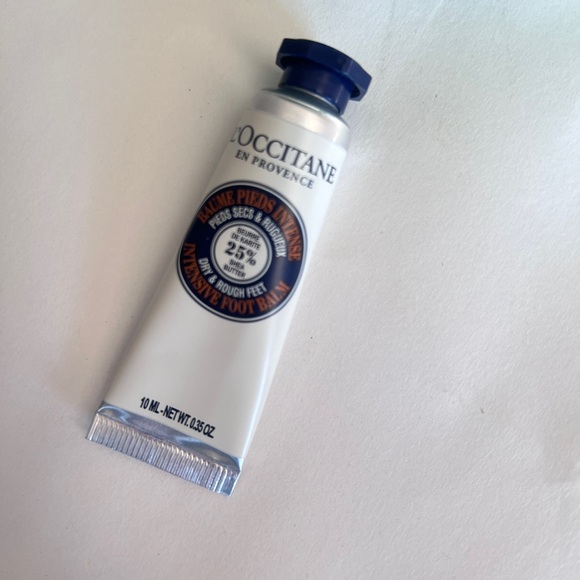 L'OCCITANE
EN PROVENCE
BAUME PIEDS INTENSE
PIEDS SECS & RUGUEUX
BEURRE
DE KARITÉ
25%
SHEA
BUTTER
DRY & ROUGH FEET
INTENSIVE FOOT BALM
10 ML - NET WT. 0.35 OZ.